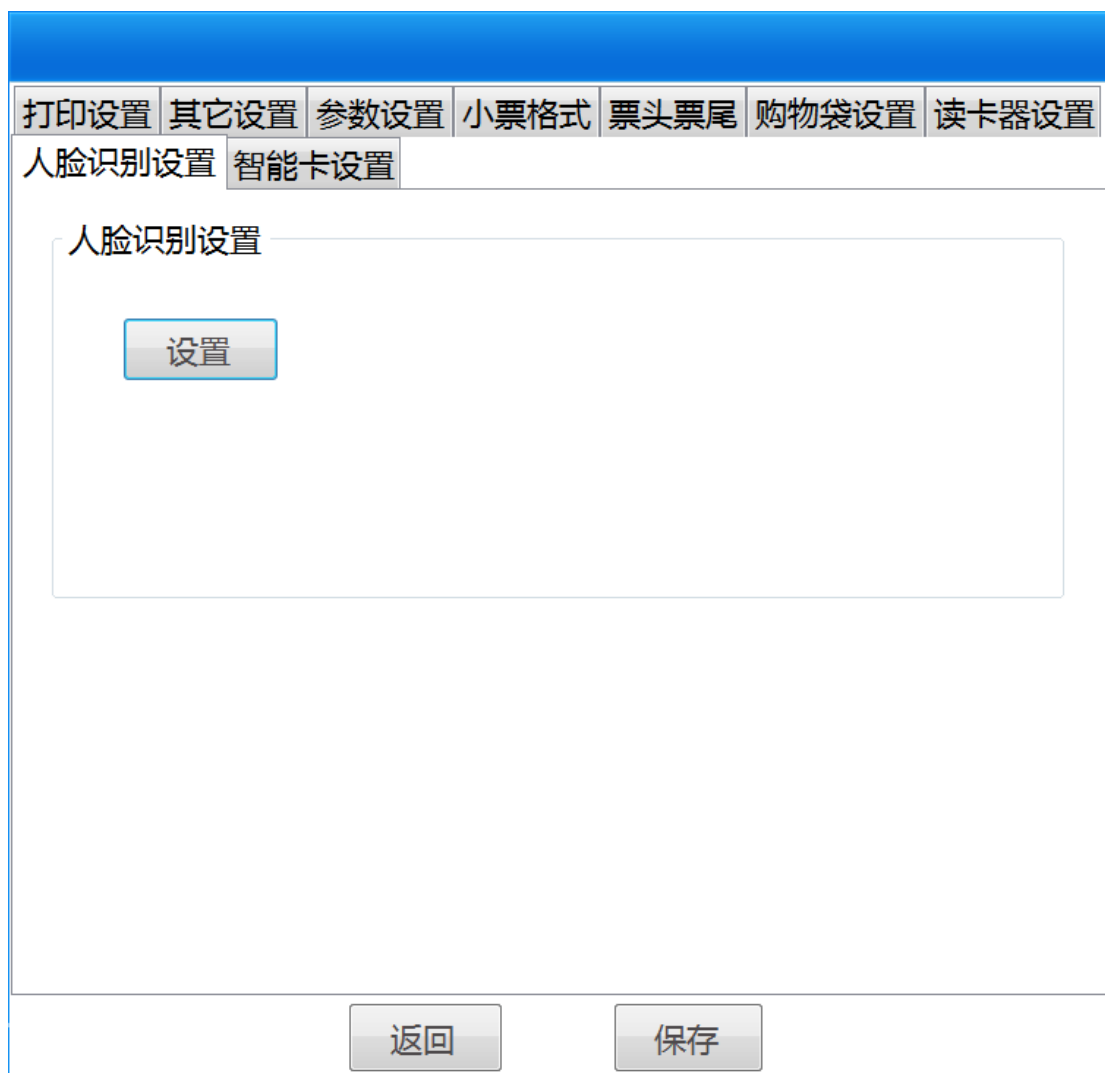 打印设置 其它设置 参数设置 小票格式 票头票尾 购物袋设置 读卡器设置
人脸识别设置 智能卡设置
人脸识别设置
设置
返回 保存